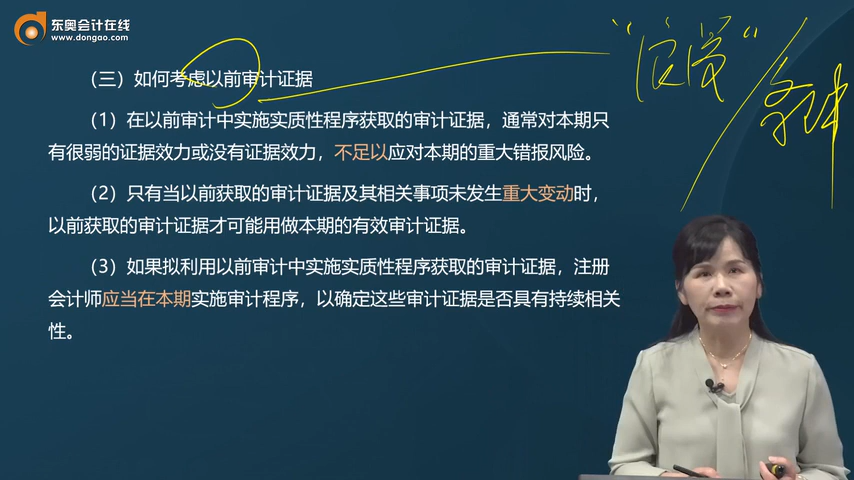 东奥会计在线
www.dongao.com
（三）如何考虑以前审计证据
（1）在以前审计中实施实质性程序获取的审计证据，通常对本期只
有很弱的证据效力或没有证据效力，不足以应对本期的重大错报风险。
（2）只有当以前获取的审计证据及其相关事项未发生重大变动时，
以前获取的审计证据才可能用做本期的有效审计证据。
（3）如果拟利用以前审计中实施实质性程序获取的审计证据，注册
会计师应当在本期实施审计程序，以确定这些审计证据是否具有持续相关
性。